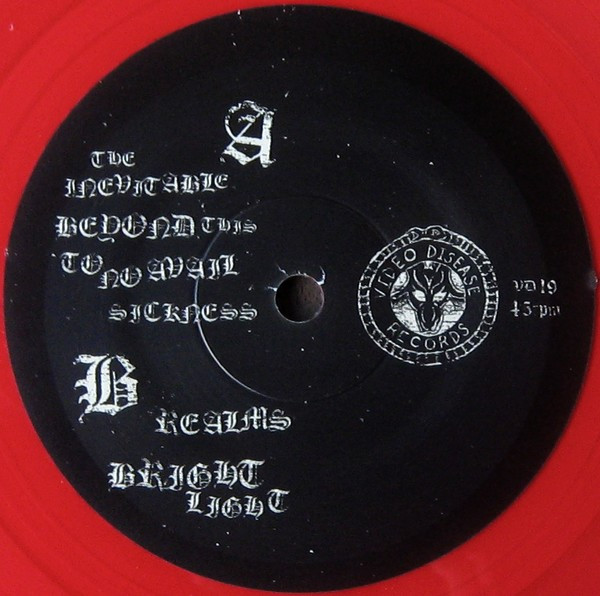 A
THE
INEVITABLE
BEYOND THIS
TO NO AVAIL
SICKNESS
B
REALMS
BRIGHT
LIGHT
VIDEO DISEASE
RECORDS
VD19
45rpm